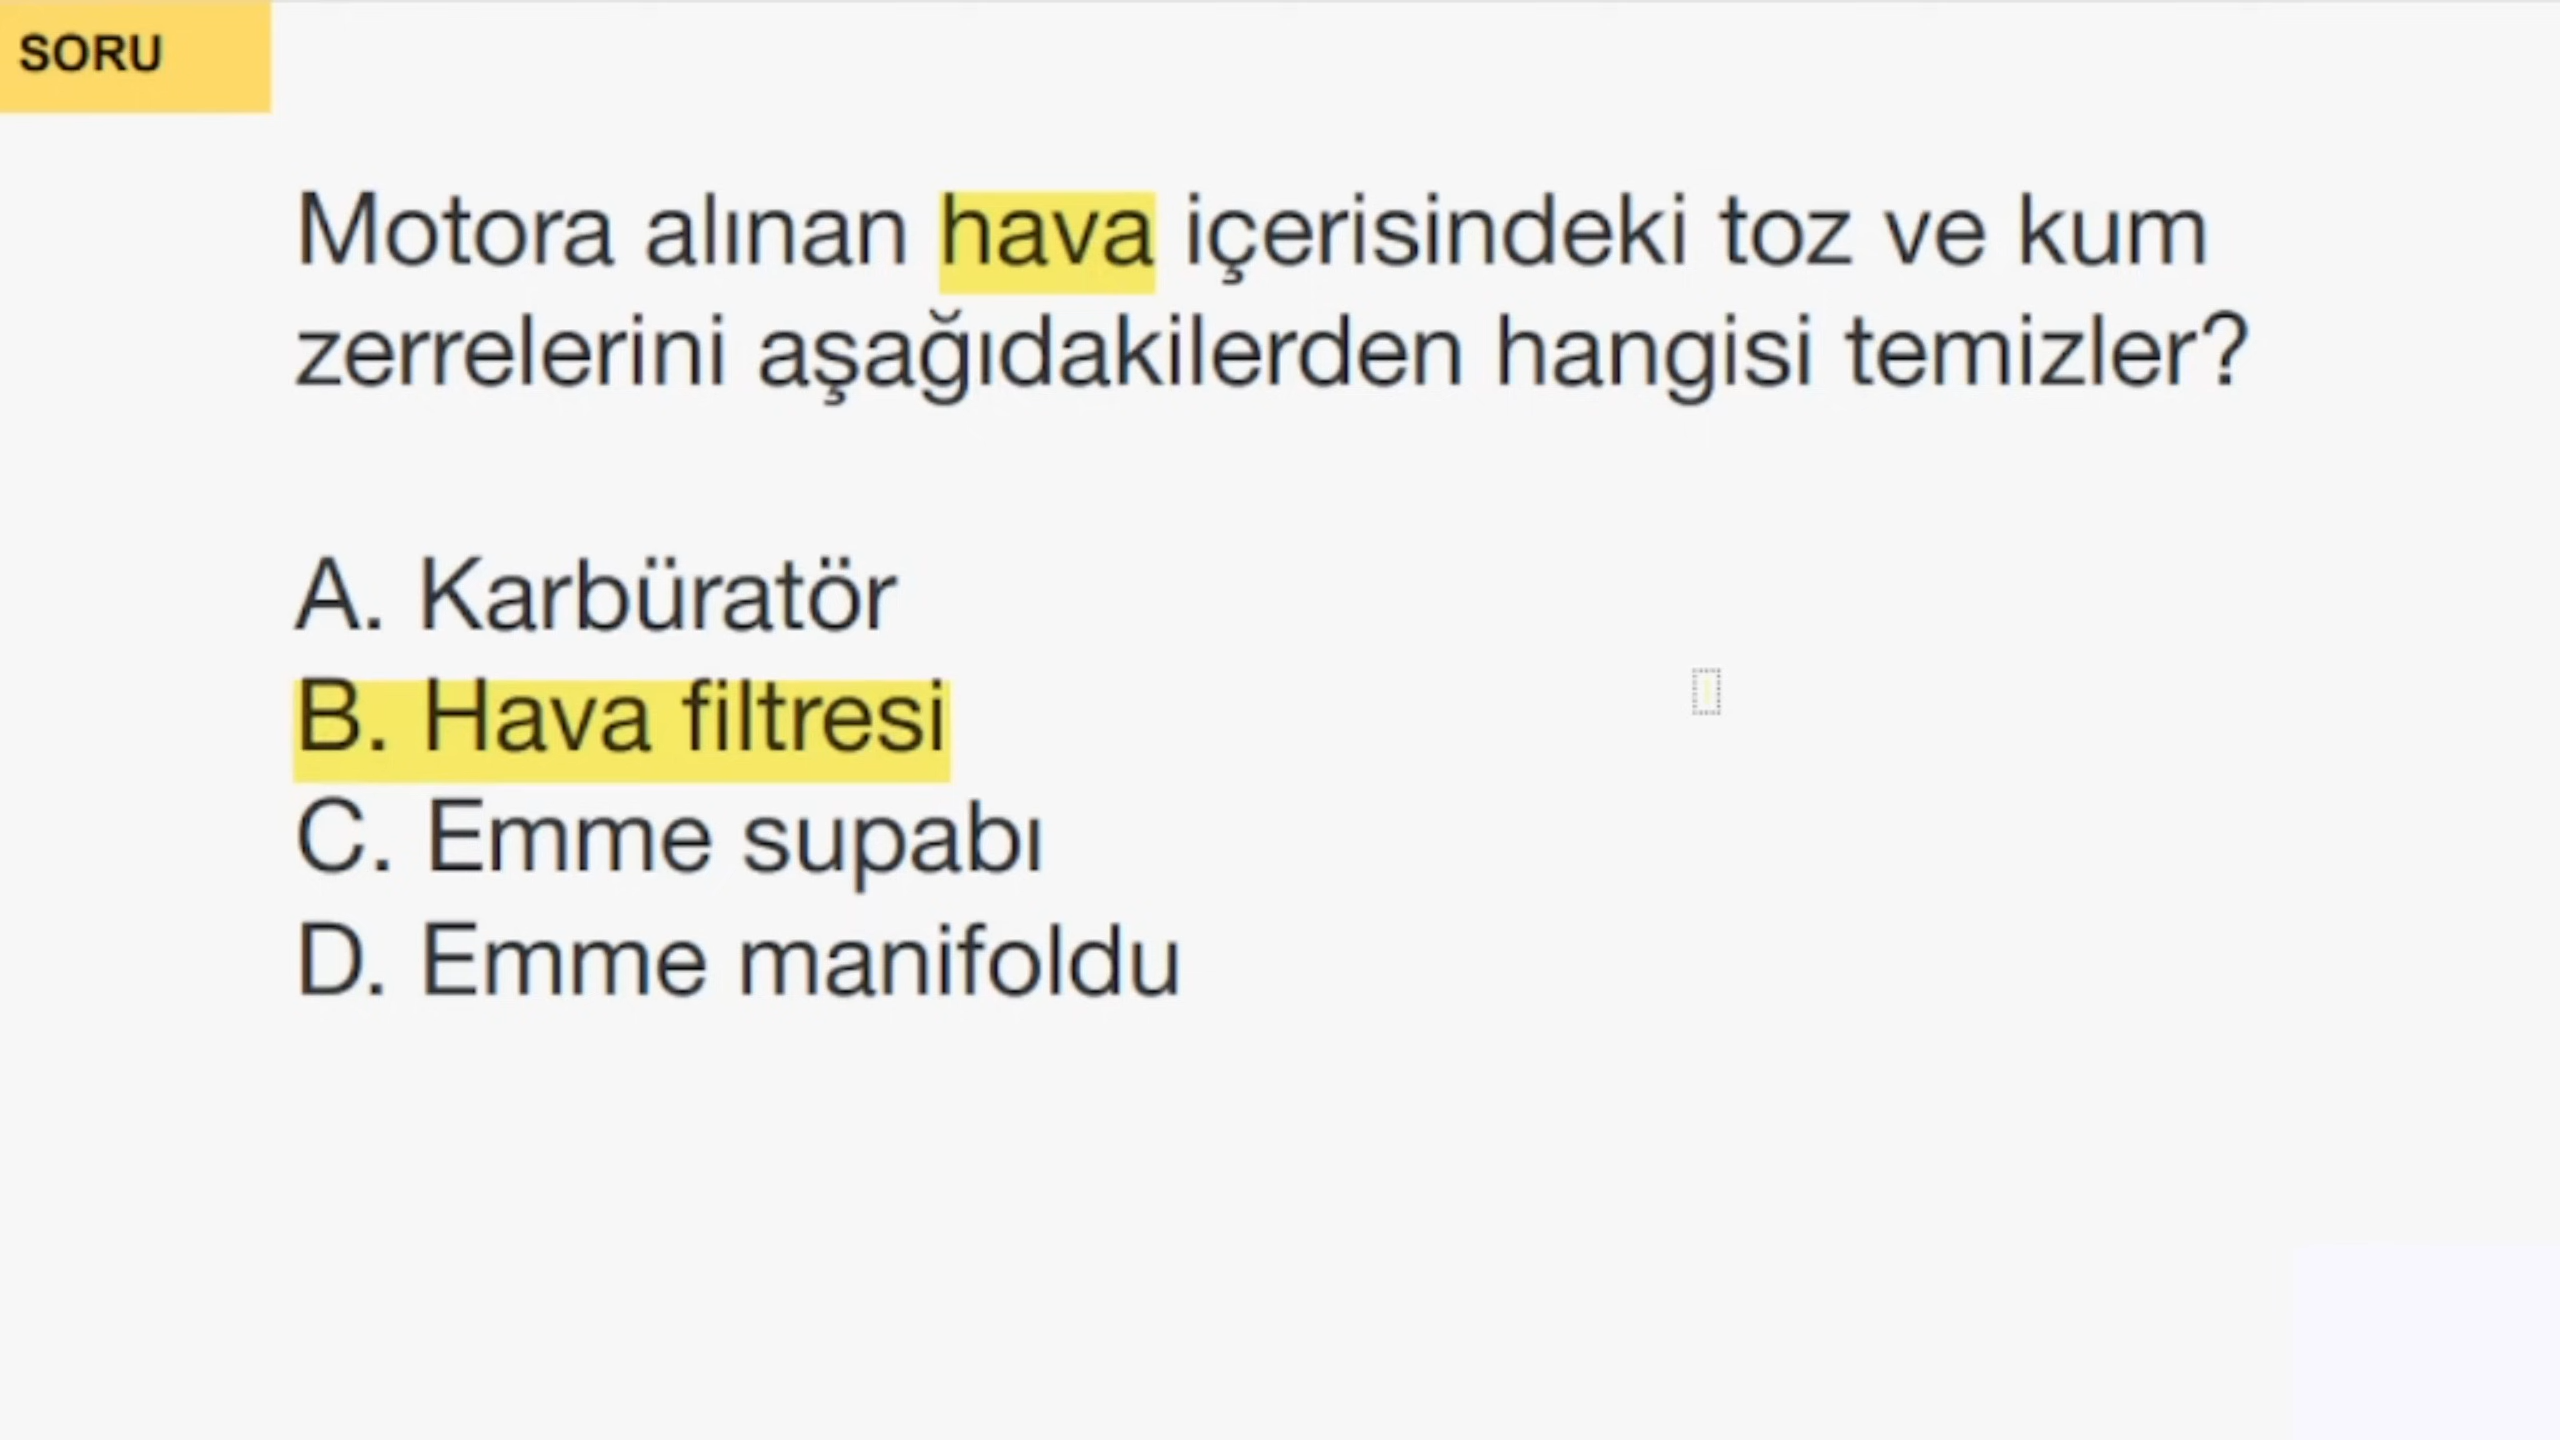 SORU
Motora alınan hava içerisindeki toz ve kum
zerrelerini aşağıdakilerden hangisi temizler?
A. Karbüratör
B. Hava filtresi
C. Emme supabı
D. Emme manifoldu